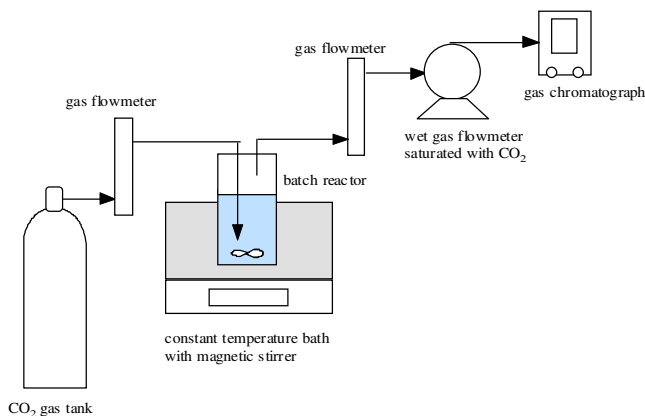 gas flowmeter
gas flowmeter
gas chromatograph
wet gas flowmeter
saturated with CO₂
batch reactor
constant temperature bath
with magnetic stirrer
CO₂ gas tank